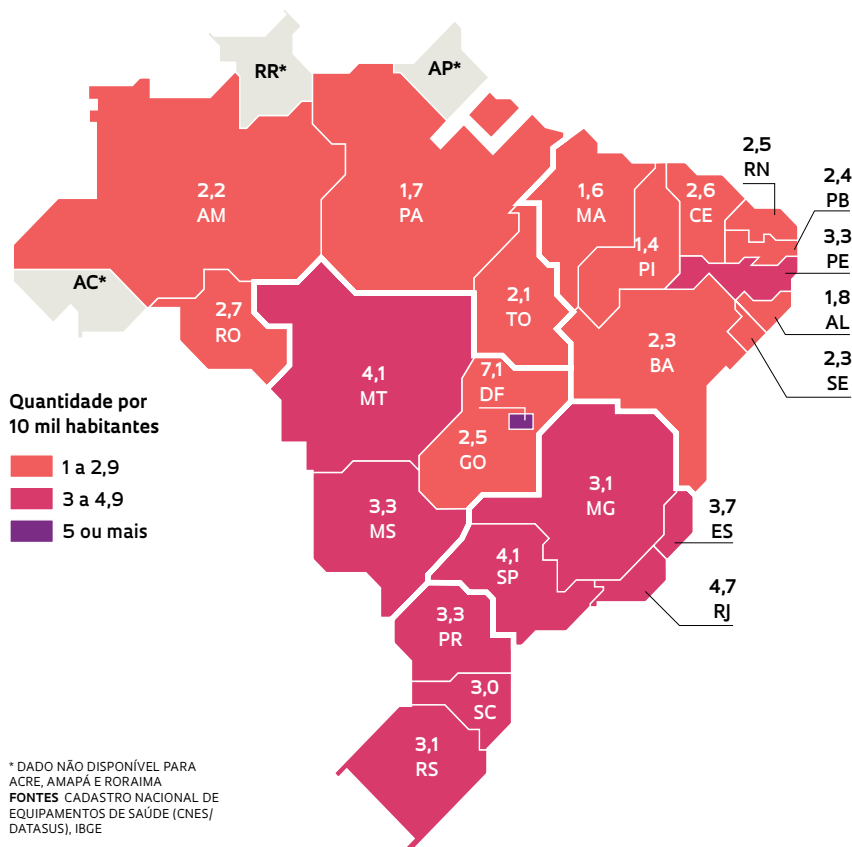 RR*
AP*
2,2
AM
1,7
PA
1,6
MA
1,4
PI
2,6
CE
2,5
RN
2,4
PB
3,3
PE
1,8
AL
2,3
SE
AC*
2,7
RO
2,1
TO
2,3
BA
4,1
MT
7,1
DF
2,5
GO
Quantidade por
10 mil habitantes
1 a 2,9
3 a 4,9
5 ou mais
3,3
MS
3,1
MG
3,7
ES
4,1
SP
4,7
RJ
3,3
PR
3,0
SC
3,1
RS
* DADO NÃO DISPONÍVEL PARA
ACRE, AMAPÁ E RORAIMA
FONTES CADASTRO NACIONAL DE
EQUIPAMENTOS DE SAÚDE (CNES/
DATASUS), IBGE